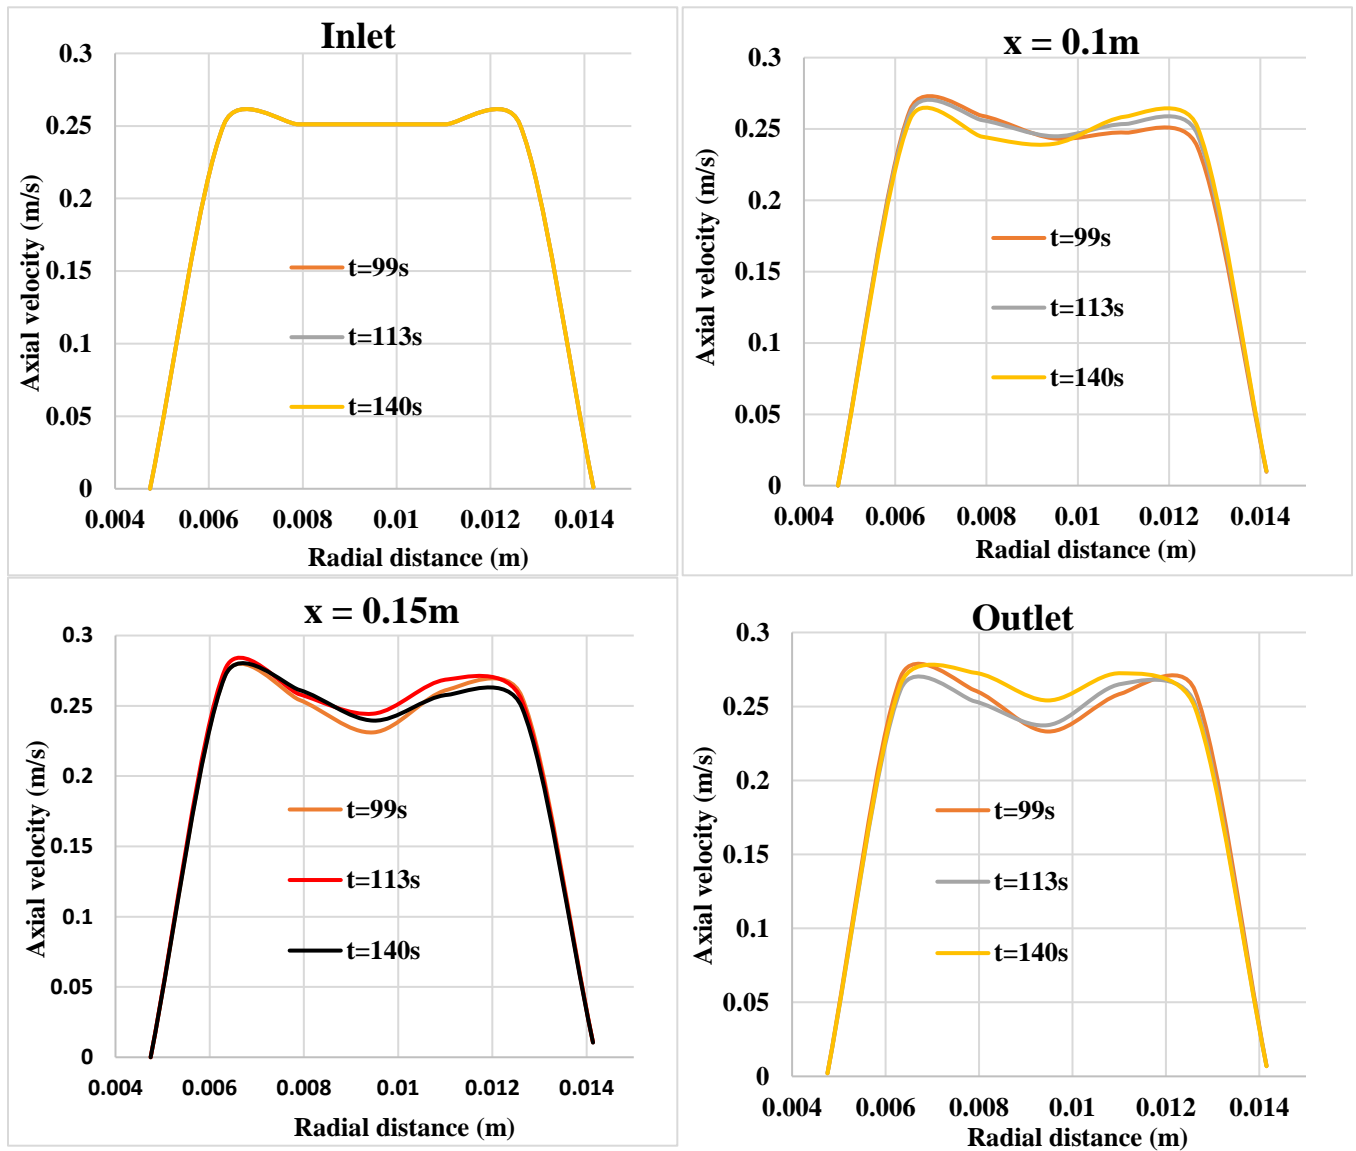 Inlet
0.3
0.25
0.2
0.15
0.1
0.05
0
Axial velocity (m/s)
t=99s
t=113s
t=140s
0.004 0.006 0.008 0.01 0.012 0.014
Radial distance (m)
x = 0.1m
0.3
0.25
0.2
0.15
0.1
0.05
0
Axial velocity (m/s)
t=99s
t=113s
t=140s
0.004 0.006 0.008 0.01 0.012 0.014
Radial distance (m)
x = 0.15m
0.3
0.25
0.2
0.15
0.1
0.05
0
Axial velocity (m/s)
t=99s
t=113s
t=140s
0.004 0.006 0.008 0.01 0.012 0.014
Radial distance (m)
Outlet
0.3
0.25
0.2
0.15
0.1
0.05
0
Axial velocity (m/s)
t=99s
t=113s
t=140s
0.004 0.006 0.008 0.01 0.012 0.014
Radial distance (m)